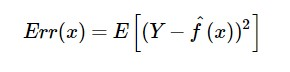 Err(x) = E[(Y − f̂ (x))²]